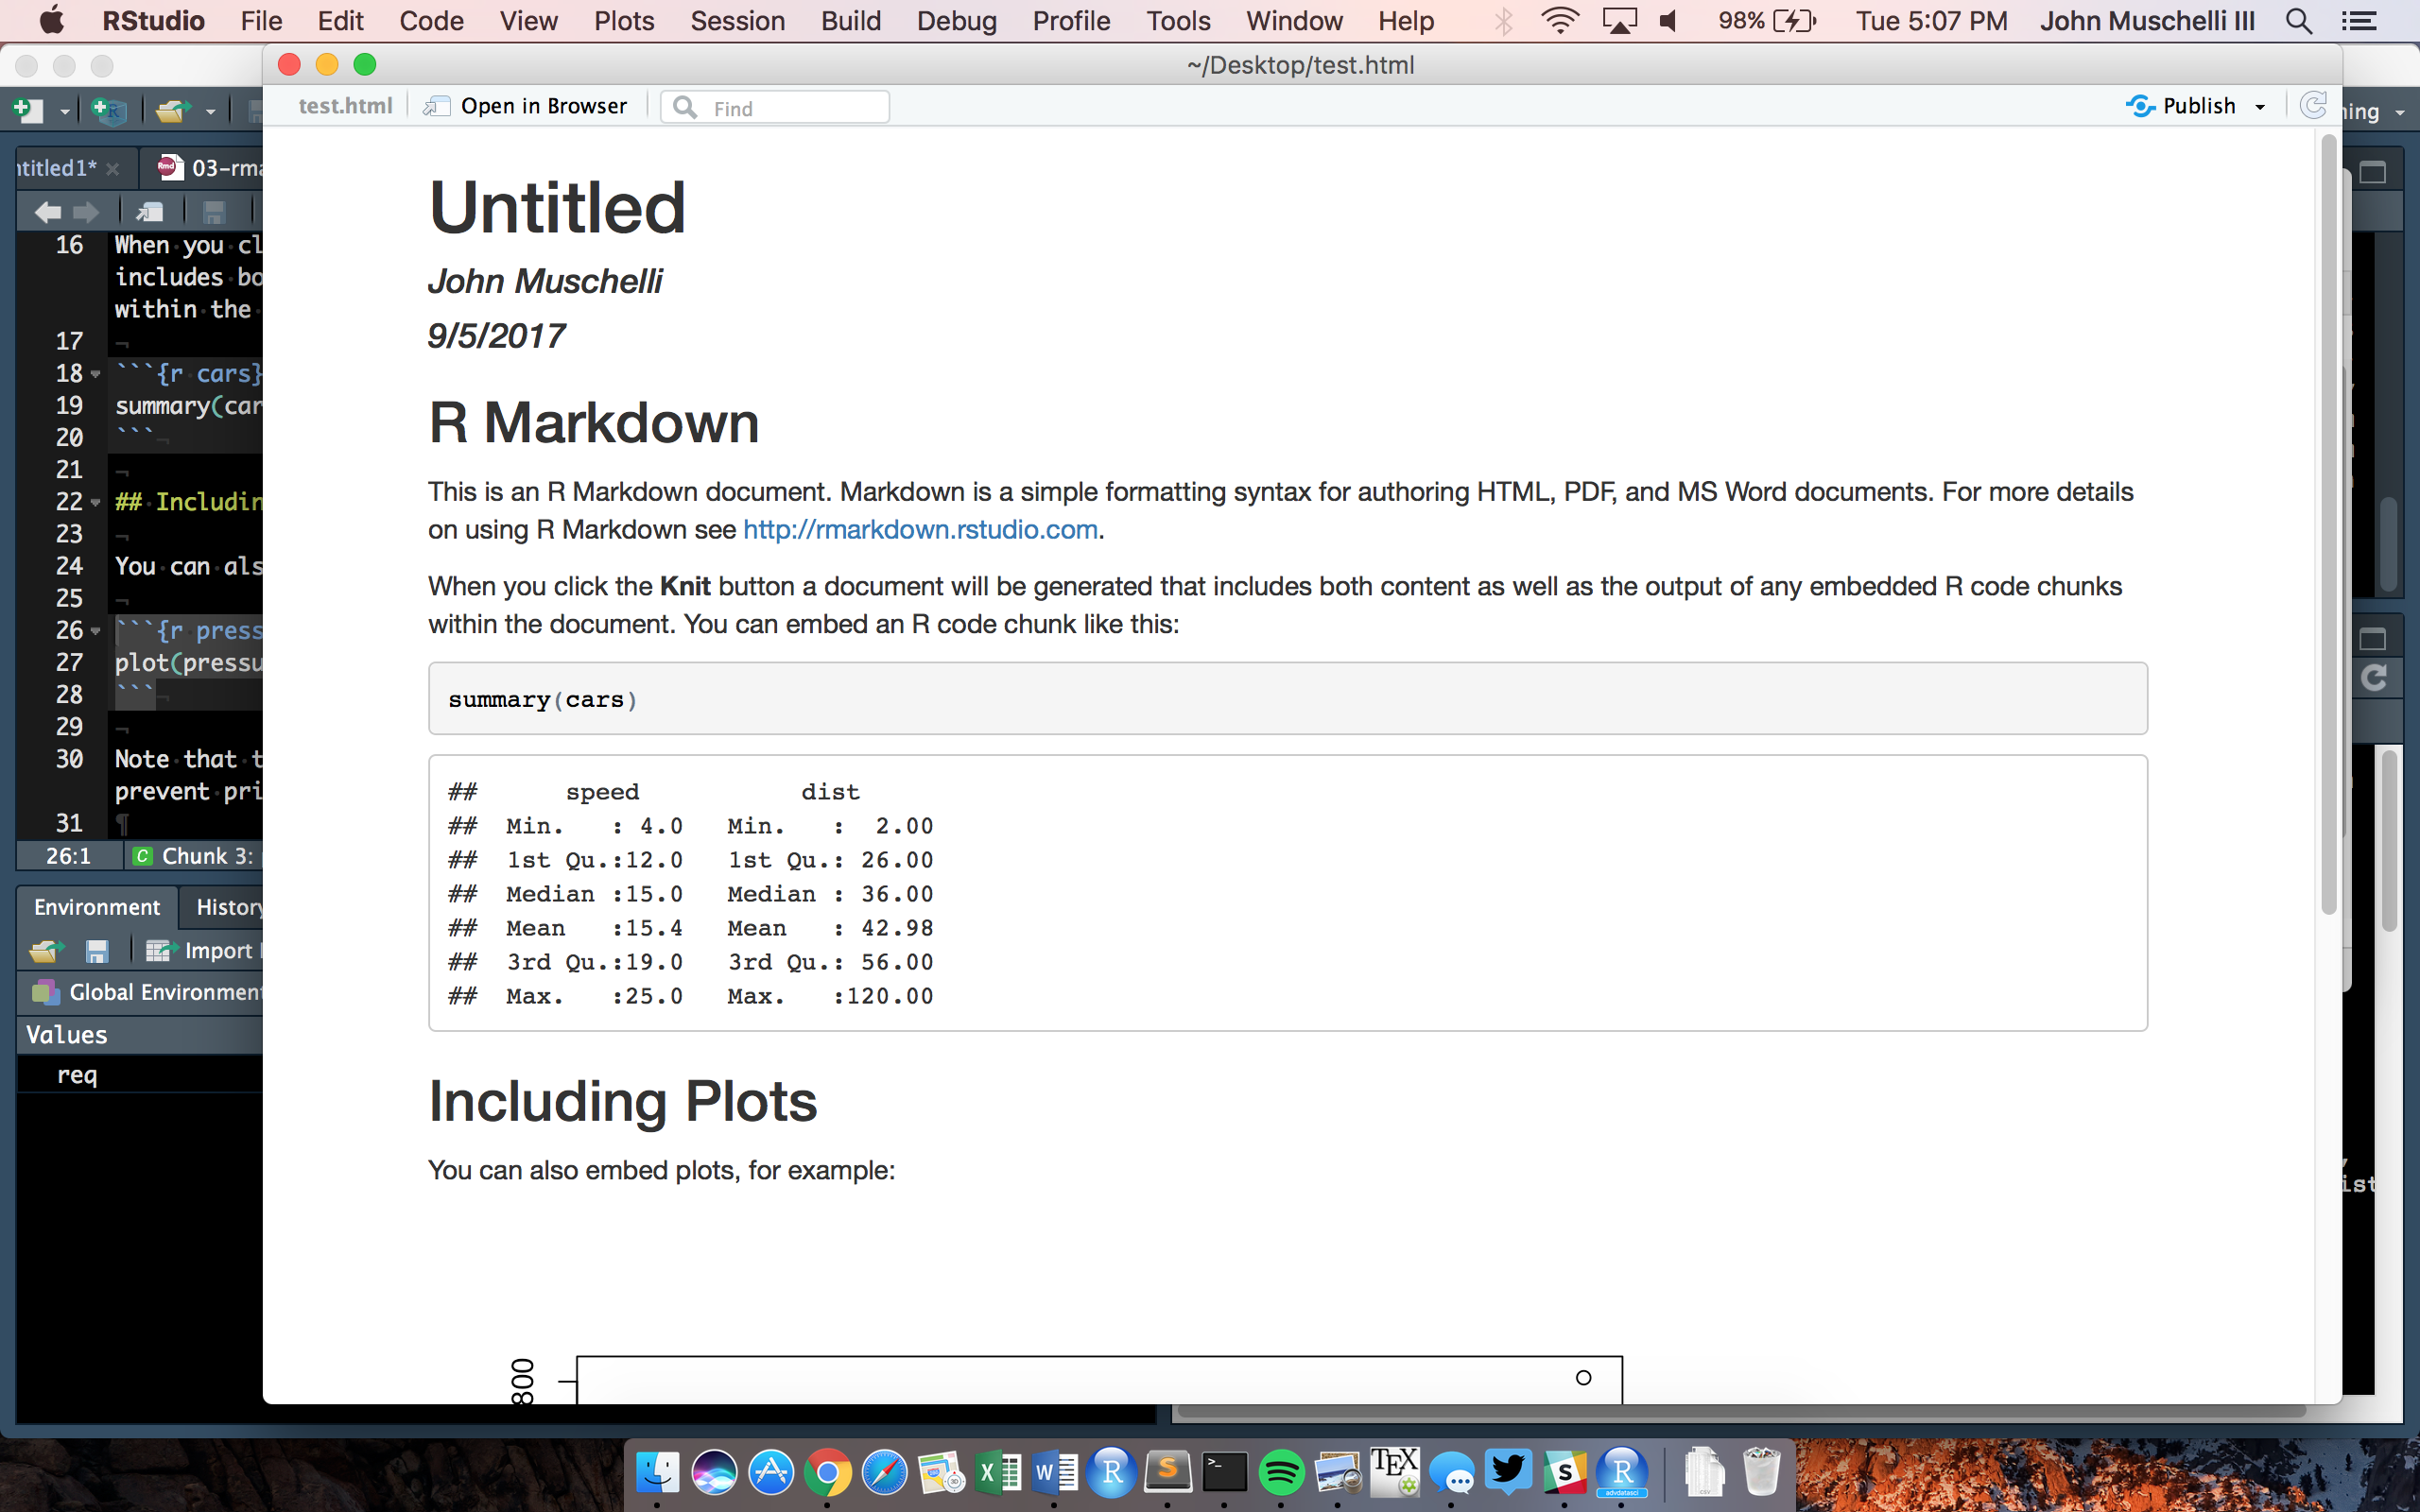 RStudio File Edit Code View Plots Session Build Debug Profile Tools Window Help 98% Tue 5:07 PM John Muschelli III
~/Desktop/test.html
test.html Open in Browser Find Publish
Untitled
John Muschelli
9/5/2017
R Markdown
This is an R Markdown document. Markdown is a simple formatting syntax for authoring HTML, PDF, and MS Word documents. For more details
on using R Markdown see http://rmarkdown.rstudio.com.
When you click the Knit button a document will be generated that includes both content as well as the output of any embedded R code chunks
within the document. You can embed an R code chunk like this:
summary(cars)
## speed dist
## Min. : 4.0 Min. : 2.00
## 1st Qu.:12.0 1st Qu.: 26.00
## Median :15.0 Median : 36.00
## Mean :15.4 Mean : 42.98
## 3rd Qu.:19.0 3rd Qu.: 56.00
## Max. :25.0 Max. :120.00
Including Plots
You can also embed plots, for example:
800
ntitled1* 03-rma
16 When you cl
includes bo
within the
17
18 ```{r cars}
19 summary(car
20 ```
21
22 ## Includin
23
24 You can als
25
26 ```{r press
27 plot(pressu
28 ```
29
30 Note that t
prevent pri
31
26:1 Chunk 3:
Environment History
Import
Global Environment
Values
req
ing
ist
TEX
advdatasci